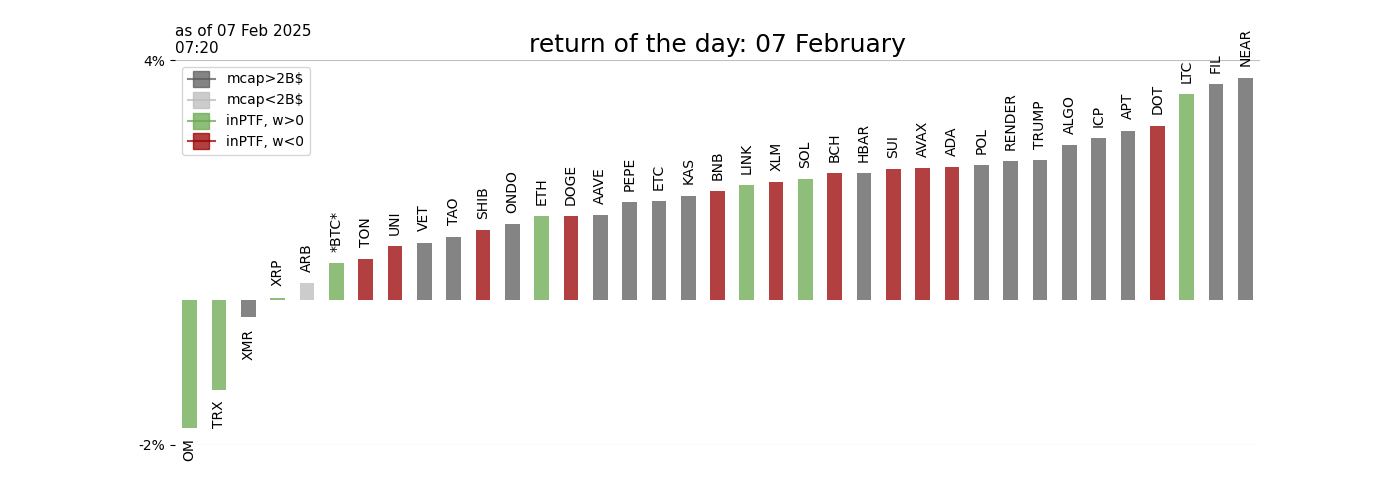 as of 07 Feb 2025
07:20
return of the day: 07 February
4%
mcap>2B$
mcap<2B$
inPTF, w>0
inPTF, w<0
OM
TRX
XMR
XRP
ARB
*BTC*
TON
UNI
VET
TAO
SHIB
ONDO
ETH
DOGE
AAVE
PEPE
ETC
KAS
BNB
LINK
XLM
SOL
BCH
HBAR
SUI
AVAX
ADA
POL
RENDER
TRUMP
ALGO
ICP
APT
DOT
LTC
FIL
NEAR
-2%